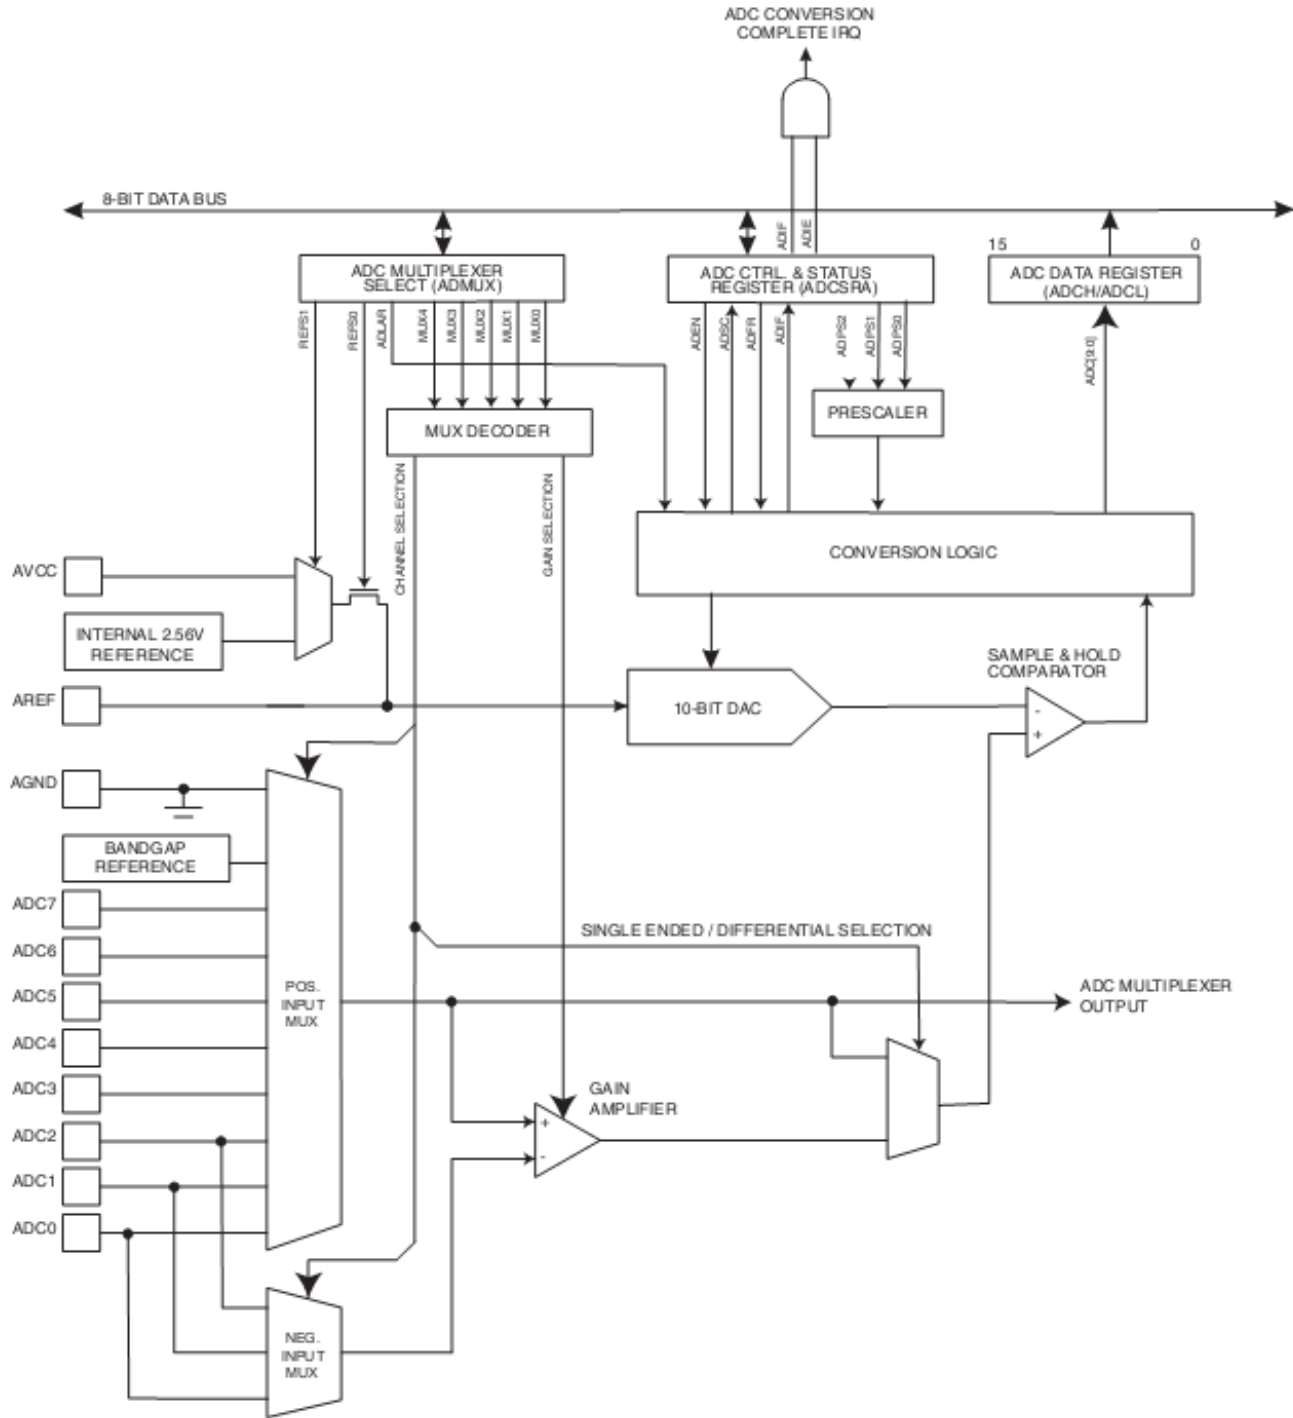 ADC CONVERSION
COMPLETE IRQ
8-BIT DATA BUS
ADIF
ADIE
15
0
ADC MULTIPLEXER
SELECT (ADMUX)
ADC CTRL. & STATUS
REGISTER (ADCSRA)
ADC DATA REGISTER
(ADCH/ADCL)
REFS1
REFS0
ADLAR
MUX4
MUX3
MUX2
MUX1
MUX0
ADEN
ADSC
ADFR
ADIF
ADPS2
ADPS1
ADPS0
ADC[9:0]
MUX DECODER
PRESCALER
CHANNEL SELECTION
GAIN SELECTION
CONVERSION LOGIC
AVCC
INTERNAL 2.56V
REFERENCE
AREF
10-BIT DAC
SAMPLE & HOLD
COMPARATOR
-
+
AGND
BANDGAP
REFERENCE
ADC7
ADC6
ADC5
ADC4
ADC3
ADC2
ADC1
ADC0
POS.
INPUT
MUX
SINGLE ENDED / DIFFERENTIAL SELECTION
ADC MULTIPLEXER
OUTPUT
GAIN
AMPLIFIER
+
-
NEG.
INPUT
MUX